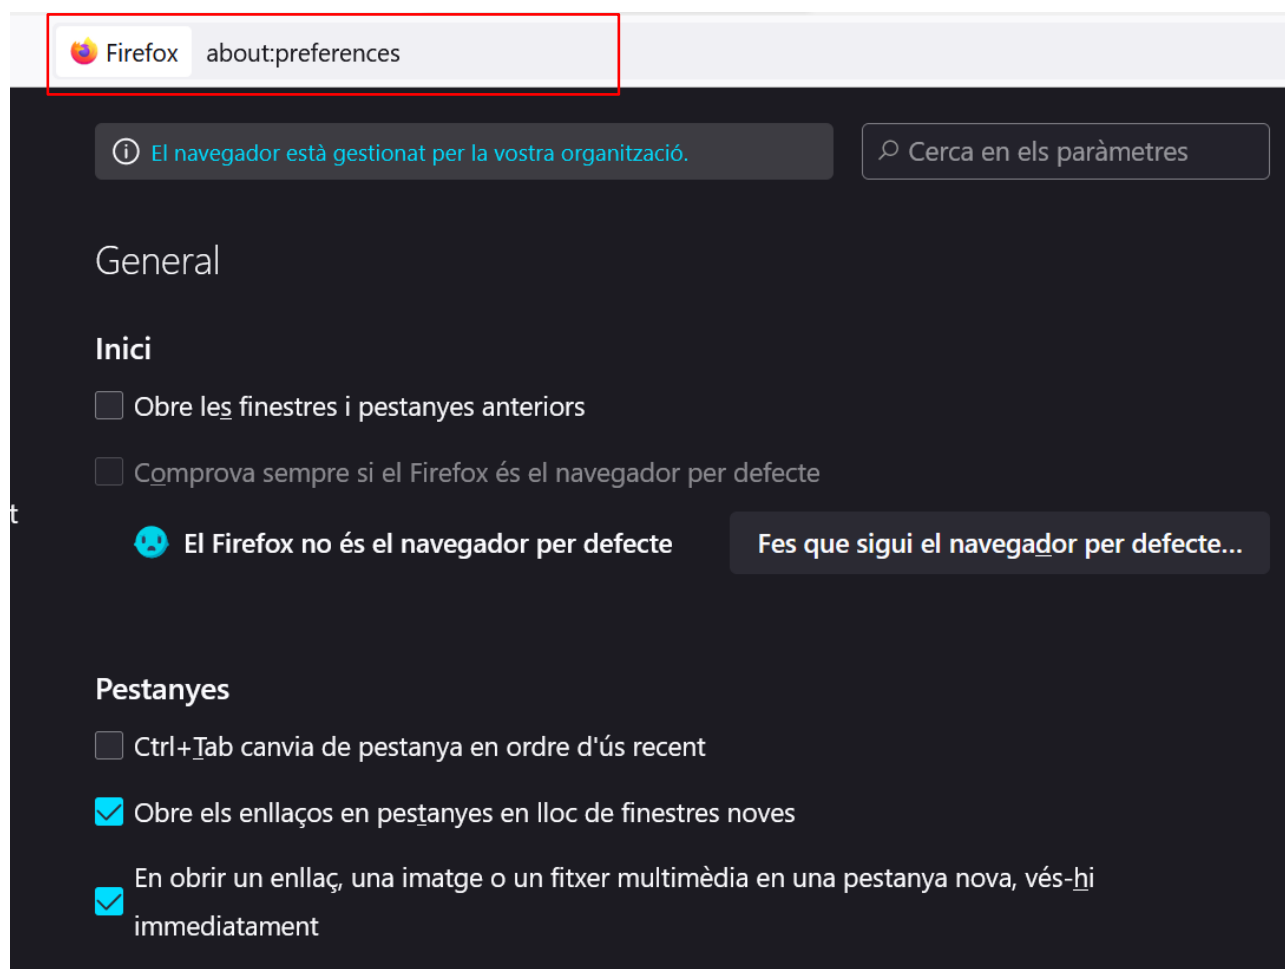 Firefox about:preferences
El navegador està gestionat per la vostra organització.
Cerca en els paràmetres
General
Inici
Obre les finestres i pestanyes anteriors
Comprova sempre si el Firefox és el navegador per defecte
t
El Firefox no és el navegador per defecte
Fes que sigui el navegador per defecte...
Pestanyes
Ctrl+Tab canvia de pestanya en ordre d'ús recent
Obre els enllaços en pestanyes en lloc de finestres noves
En obrir un enllaç, una imatge o un fitxer multimèdia en una pestanya nova, vés-hi
immediatament